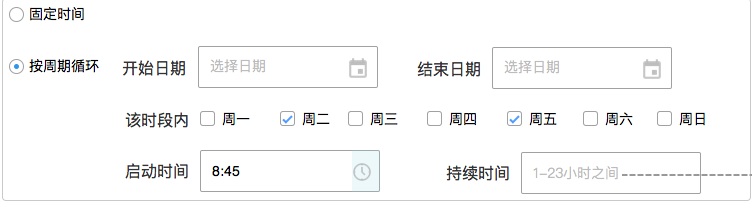 固定时间
按周期循环 开始日期 选择日期 结束日期 选择日期
该时段内 周一 周二 周三 周四 周五 周六 周日
启动时间 8:45 持续时间 1-23小时之间